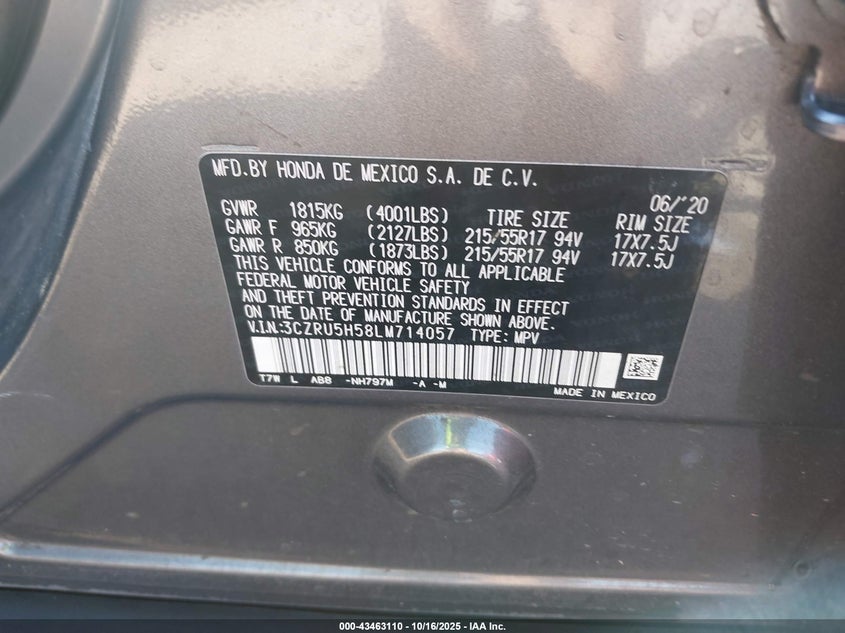 MFD.BY HONDA DE MEXICO S.A. DE C.V.
06/'20
GVWR 1815KG (4001LBS) TIRE SIZE RIM SIZE
GAWR F 965KG (2127LBS) 215/55R17 94V 17X7.5J
GAWR R 850KG (1873LBS) 215/55R17 94V 17X7.5J
THIS VEHICLE CONFORMS TO ALL APPLICABLE
FEDERAL MOTOR VEHICLE SAFETY
AND THEFT PREVENTION STANDARDS IN EFFECT
ON THE DATE OF MANUFACTURE SHOWN ABOVE.
V.I.N:3CZRU5H58LM714057 TYPE: MPV
T7W L AB8 -NH797M -A -M
MADE IN MEXICO
000-43463110 - 10/16/2025 - IAA Inc.